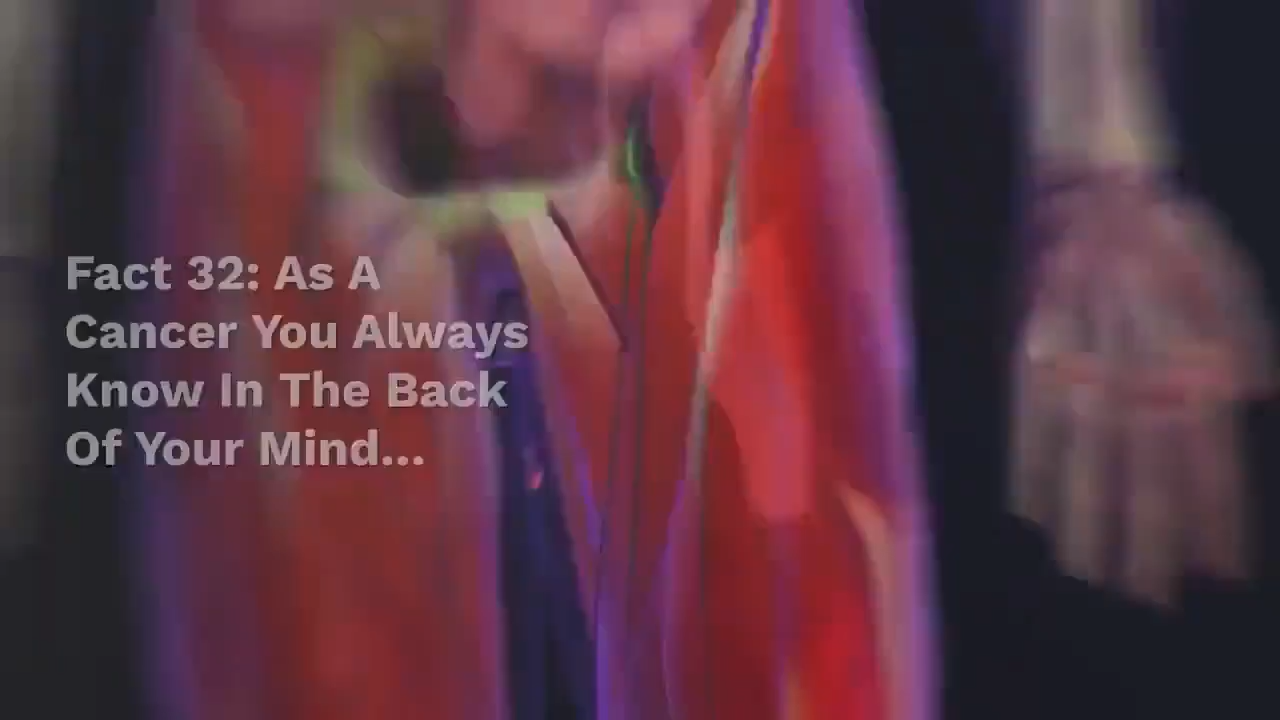 Fact 32: As A
Cancer You Always
Know In The Back
Of Your Mind...